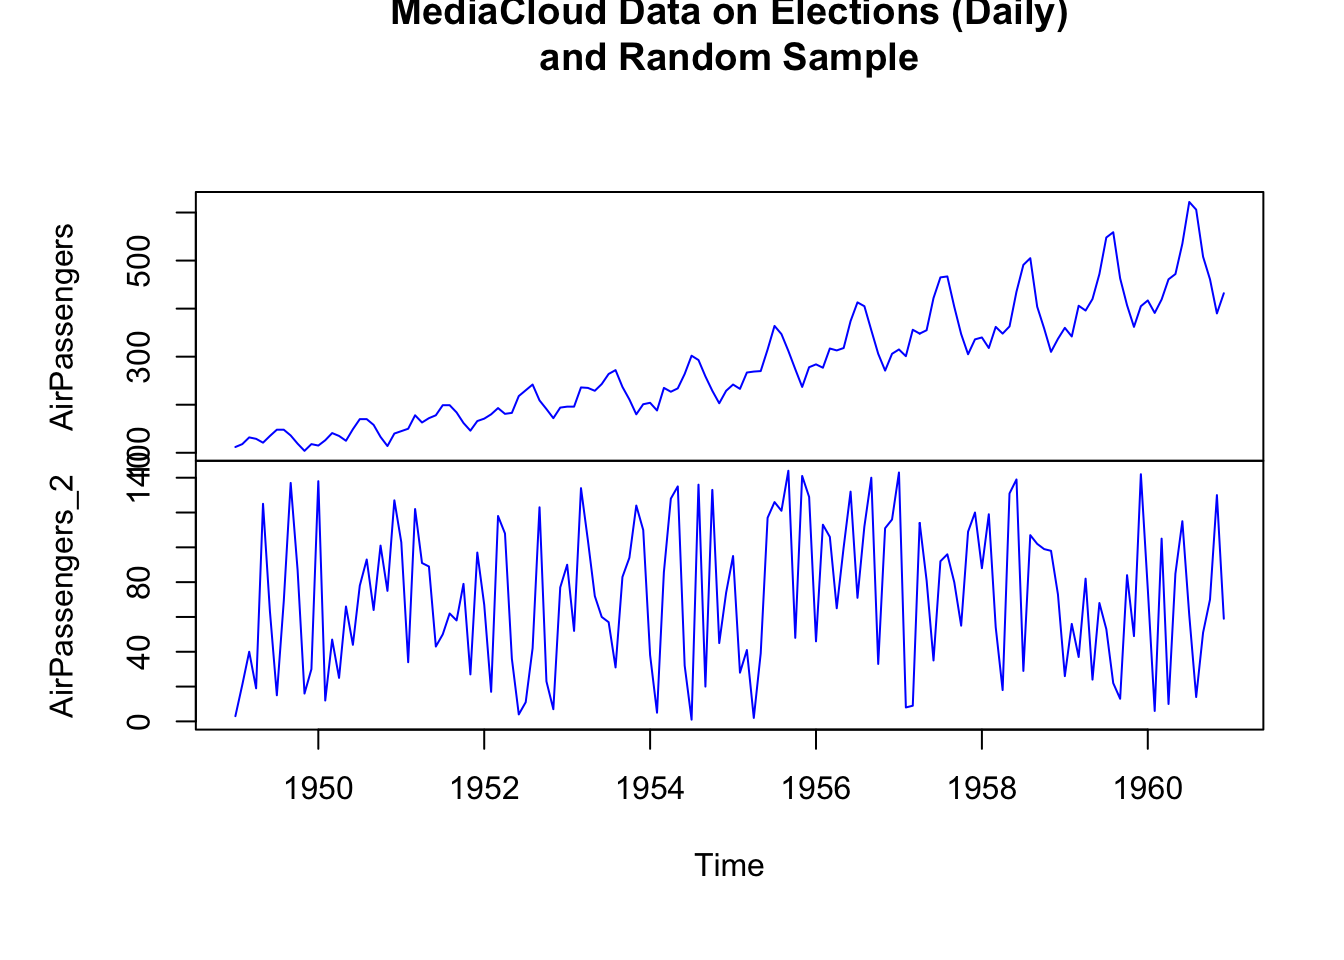 MediaCloud Data on Elections (Daily)
and Random Sample
AirPassengers
500
300
100
AirPassengers_2
140
80
40
0
1950 1952 1954 1956 1958 1960
Time